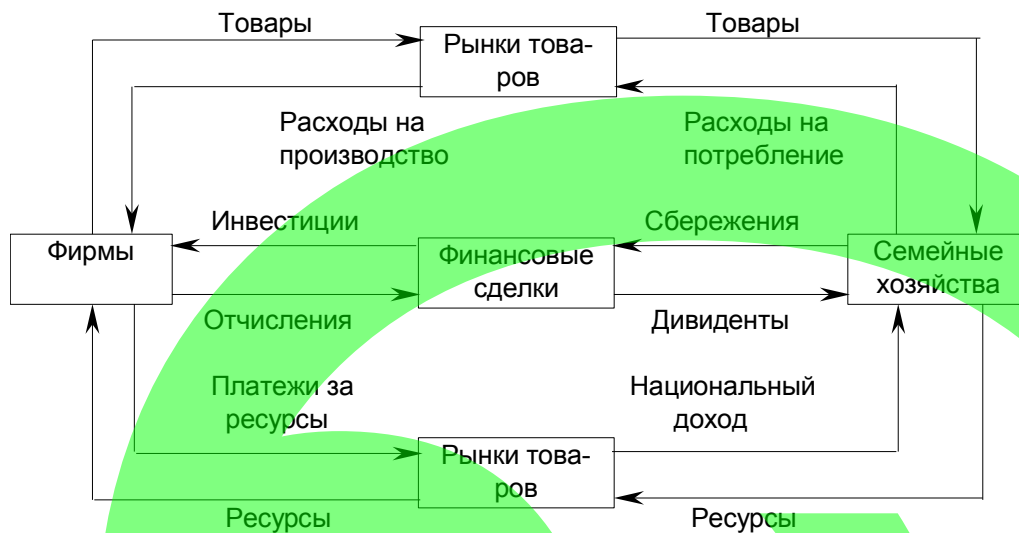 Товары
Товары
Рынки това-
ров
Расходы на
производство
Расходы на
потребление
Инвестиции
Сбережения
Фирмы
Финансовые
сделки
Семейные
хозяйства
Отчисления
Дивиденты
Платежи за
ресурсы
Национальный
доход
Рынки това-
ров
Ресурсы
Ресурсы